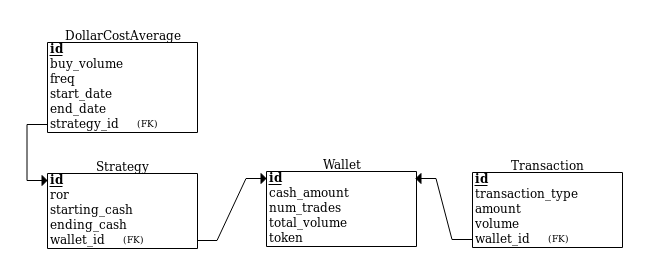 DollarCostAverage
id
buy_volume
freq
start_date
end_date
strategy_id (FK)
Strategy
id
ror
starting_cash
ending_cash
wallet_id (FK)
Wallet
id
cash_amount
num_trades
total_volume
token
Transaction
id
transaction_type
amount
volume
wallet_id (FK)